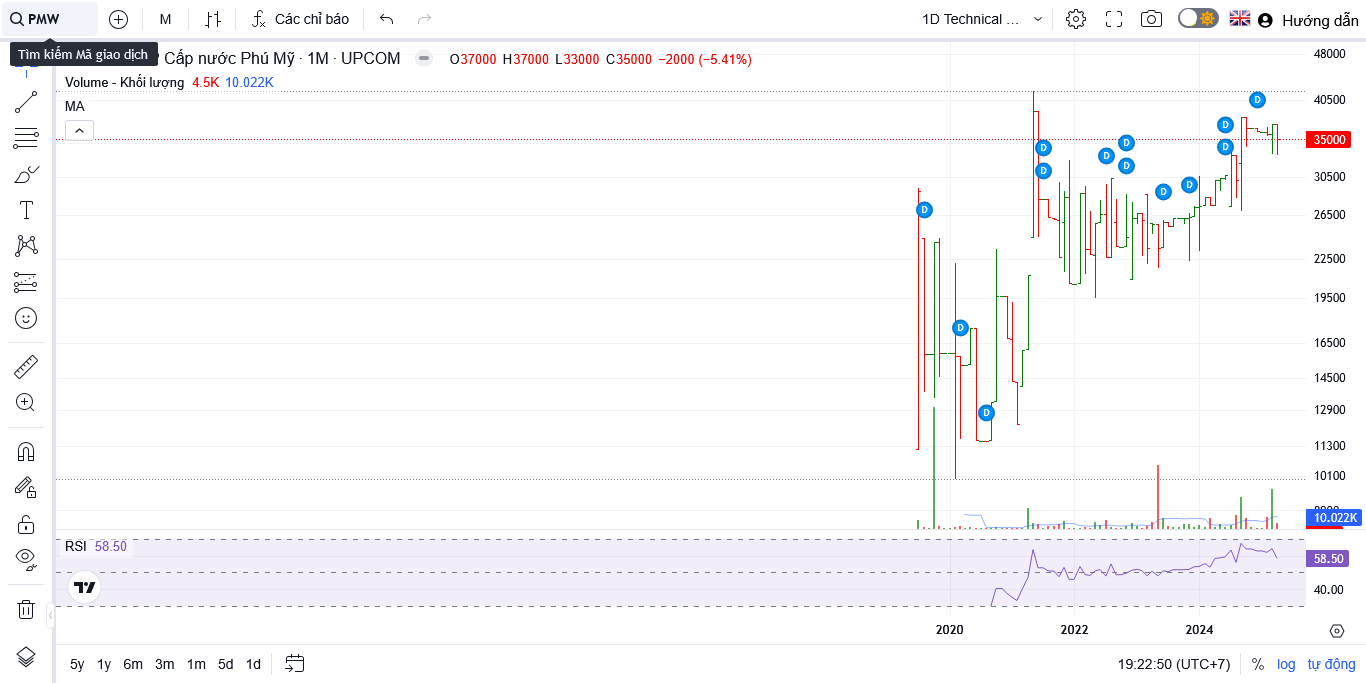 PMW
M
Các chỉ báo
1D Technical ...
Hướng dẫn
Tìm kiếm Mã giao dịch
Cấp nước Phú Mỹ · 1M · UPCOM
O37000 H37000 L33000 C35000 −2000 (−5.41%)
Volume - Khối lượng 4.5K 10.022K
MA
48000
40500
35000
30500
26500
22500
19500
16500
14500
12900
11300
10100
10.022K
D
D
D
D
D
D
D
D
D
D
D
D
D
RSI 58.50
58.50
40.00
2020 2022 2024
5y 1y 6m 3m 1m 5d 1d
19:22:50 (UTC+7)
% log tự động